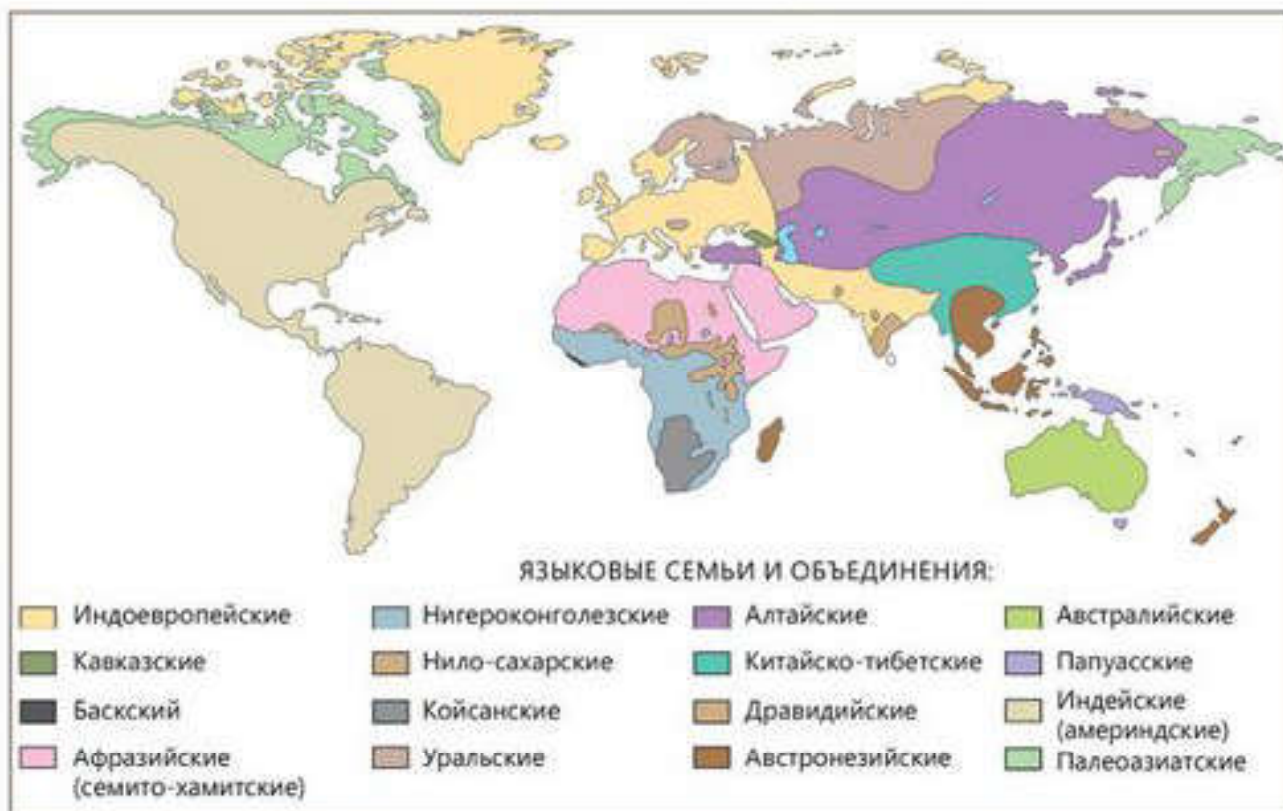 ЯЗЫКОВЫЕ СЕМЬИ И ОБЪЕДИНЕНИЯ:
Индоевропейские
Кавказские
Баскский
Афразийские
(семито-хамитские)
Нигероконголезские
Нило-сахарские
Койсанские
Уральские
Алтайские
Китайско-тибетские
Дравидийские
Австронезийские
Австралийские
Папуасские
Индейские
(америндские)
Палеоазиатские